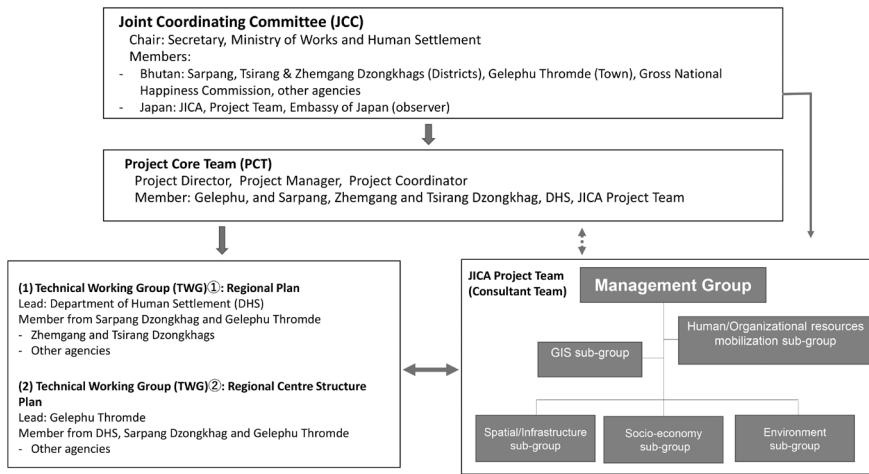 Joint Coordinating Committee (JCC)
Chair: Secretary, Ministry of Works and Human Settlement
Members:
- Bhutan: Sarpang, Tsirang & Zhemgang Dzongkhags (Districts), Gelephu Thromde (Town), Gross National
Happiness Commission, other agencies
- Japan: JICA, Project Team, Embassy of Japan (observer)
Project Core Team (PCT)
Project Director, Project Manager, Project Coordinator
Member: Gelephu, and Sarpang, Zhemgang and Tsirang Dzongkhag, DHS, JICA Project Team
(1) Technical Working Group (TWG)①: Regional Plan
Lead: Department of Human Settlement (DHS)
Member from Sarpang Dzongkhag and Gelephu Thromde
- Zhemgang and Tsirang Dzongkhags
- Other agencies
(2) Technical Working Group (TWG)②: Regional Centre Structure
Plan
Lead: Gelephu Thromde
Member from DHS, Sarpang Dzongkhag and Gelephu Thromde
- Other agencies
JICA Project Team
(Consultant Team)
Management Group
Human/Organizational resources
mobilization sub-group
GIS sub-group
Spatial/Infrastructure
sub-group
Socio-economy
sub-group
Environment
sub-group